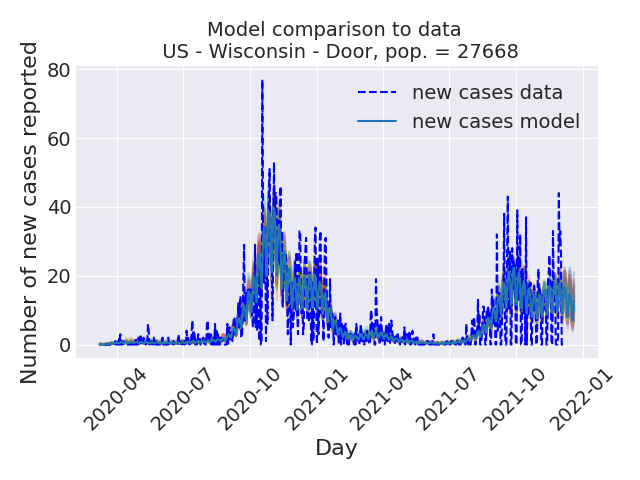 Model comparison to data
US - Wisconsin - Door, pop. = 27668
Number of new cases reported
80
60
40
20
0
new cases data
new cases model
2020-04
2020-07
2020-10
2021-01
2021-04
2021-07
2021-10
2022-01
Day